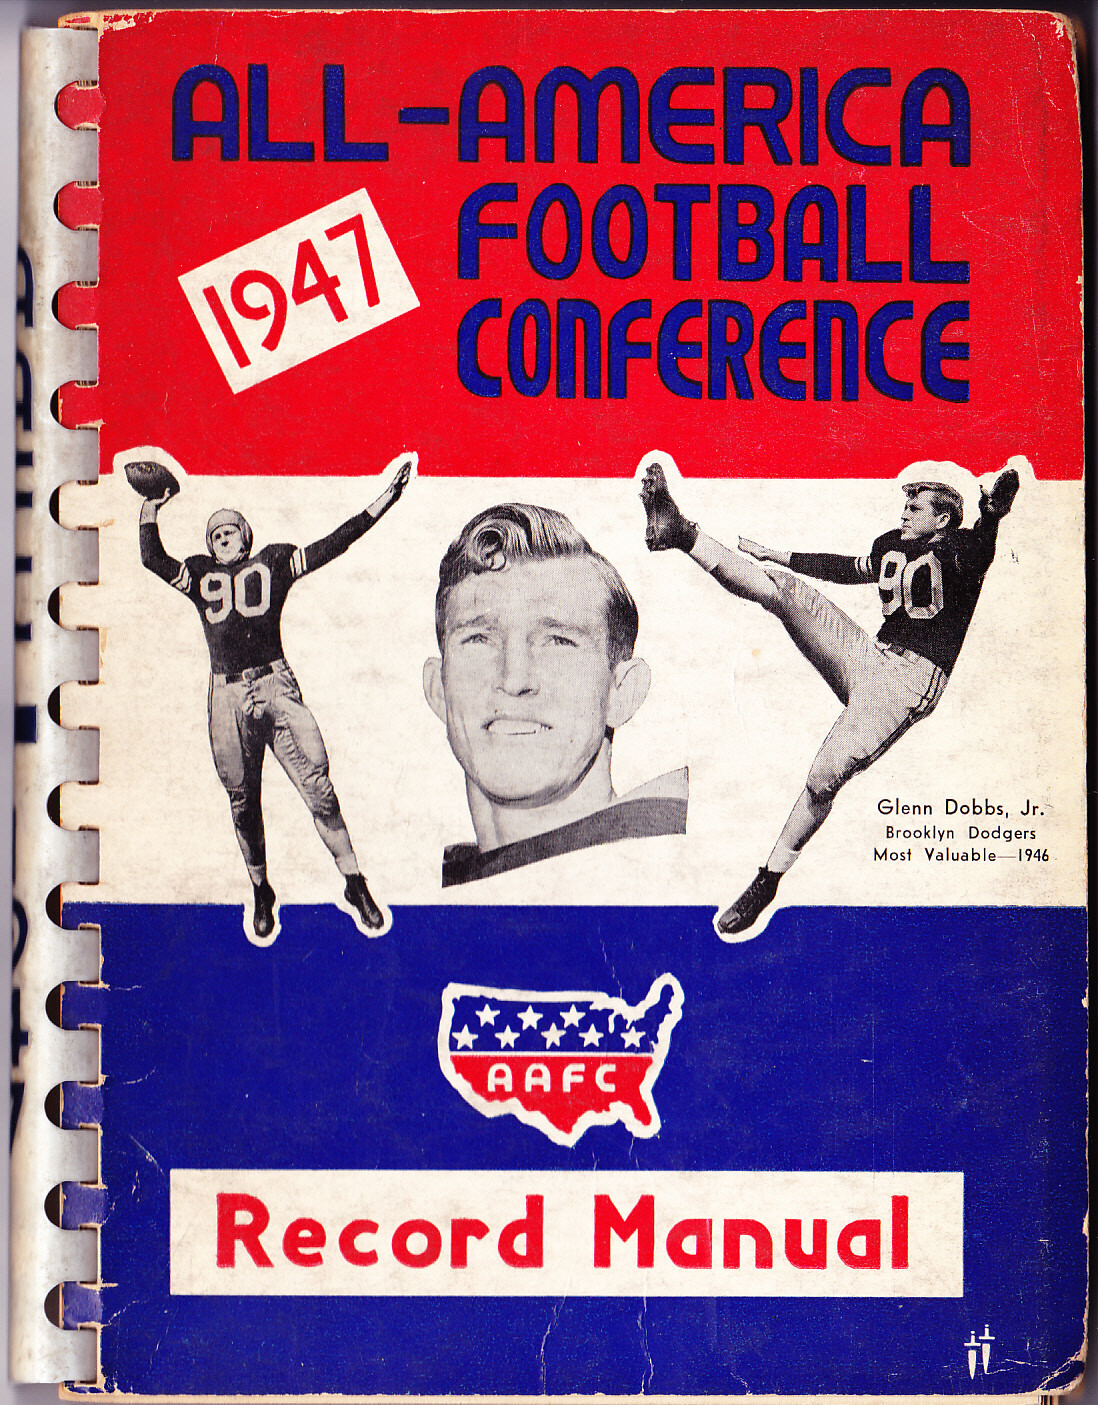 ALL-AMERICA
FOOTBALL
CONFERENCE
1947
90
90
Glenn Dobbs, Jr.
Brooklyn Dodgers
Most Valuable—1946
AAFC
Record Manual